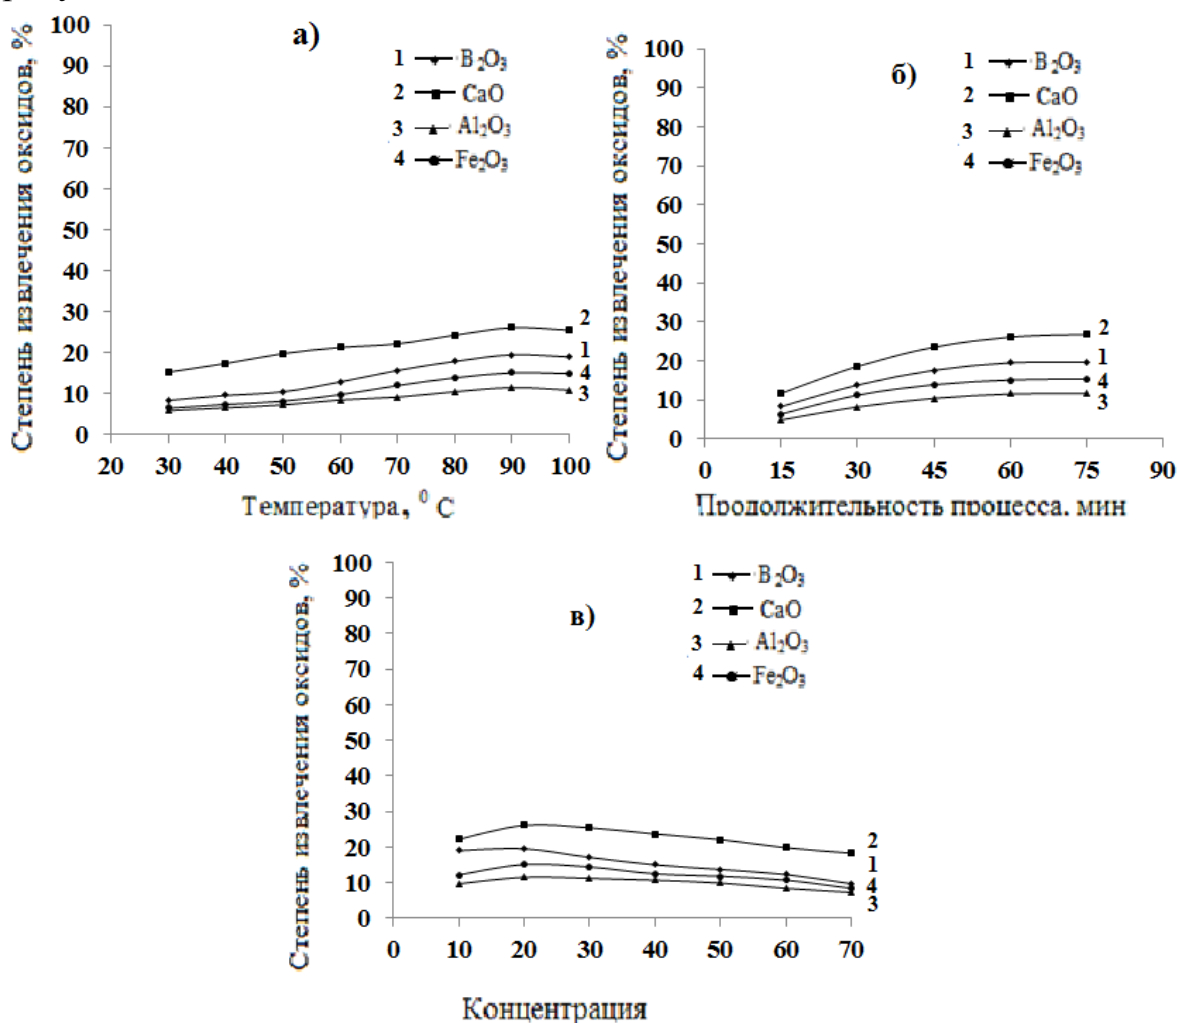 100
90
80
70
60
50
40
30
20
10
0
Степень извлечения оксидов, %
а)
1 B₂O₃
2 CaO
3 Al₂O₃
4 Fe₂O₃
2
1
4
3
20 30 40 50 60 70 80 90 100
Температура, ⁰ С
100
90
80
70
60
50
40
30
20
10
0
Степень извлечения оксидов, %
б)
1 B₂O₃
2 CaO
3 Al₂O₃
4 Fe₂O₃
2
1
4
3
0 15 30 45 60 75 90
Продолжительность процесса, мин
100
90
80
70
60
50
40
30
20
10
0
Степень извлечения оксидов, %
в)
1 B₂O₃
2 CaO
3 Al₂O₃
4 Fe₂O₃
2
1
4
3
0 10 20 30 40 50 60 70
Концентрация